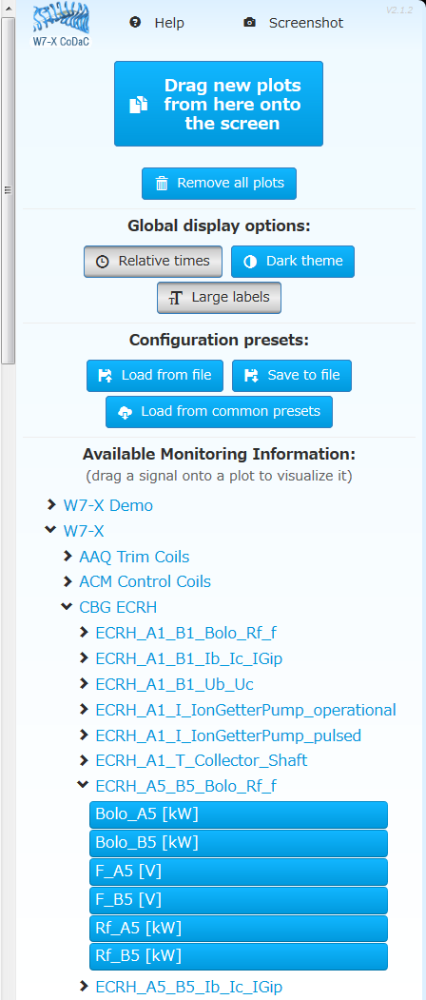 V2.1.2
Help
Screenshot
W7-X CoDaC
Drag new plots
from here onto
the screen
Remove all plots
Global display options:
Relative times
Dark theme
Large labels
Configuration presets:
Load from file
Save to file
Load from common presets
Available Monitoring Information:
(drag a signal onto a plot to visualize it)
W7-X Demo
W7-X
AAQ Trim Coils
ACM Control Coils
CBG ECRH
ECRH_A1_B1_Bolo_Rf_f
ECRH_A1_B1_Ib_Ic_IGip
ECRH_A1_B1_Ub_Uc
ECRH_A1_I_IonGetterPump_operational
ECRH_A1_I_IonGetterPump_pulsed
ECRH_A1_T_Collector_Shaft
ECRH_A5_B5_Bolo_Rf_f
Bolo_A5 [kW]
Bolo_B5 [kW]
F_A5 [V]
F_B5 [V]
Rf_A5 [kW]
Rf_B5 [kW]
ECRH_A5_B5_Ib_Ic_IGip